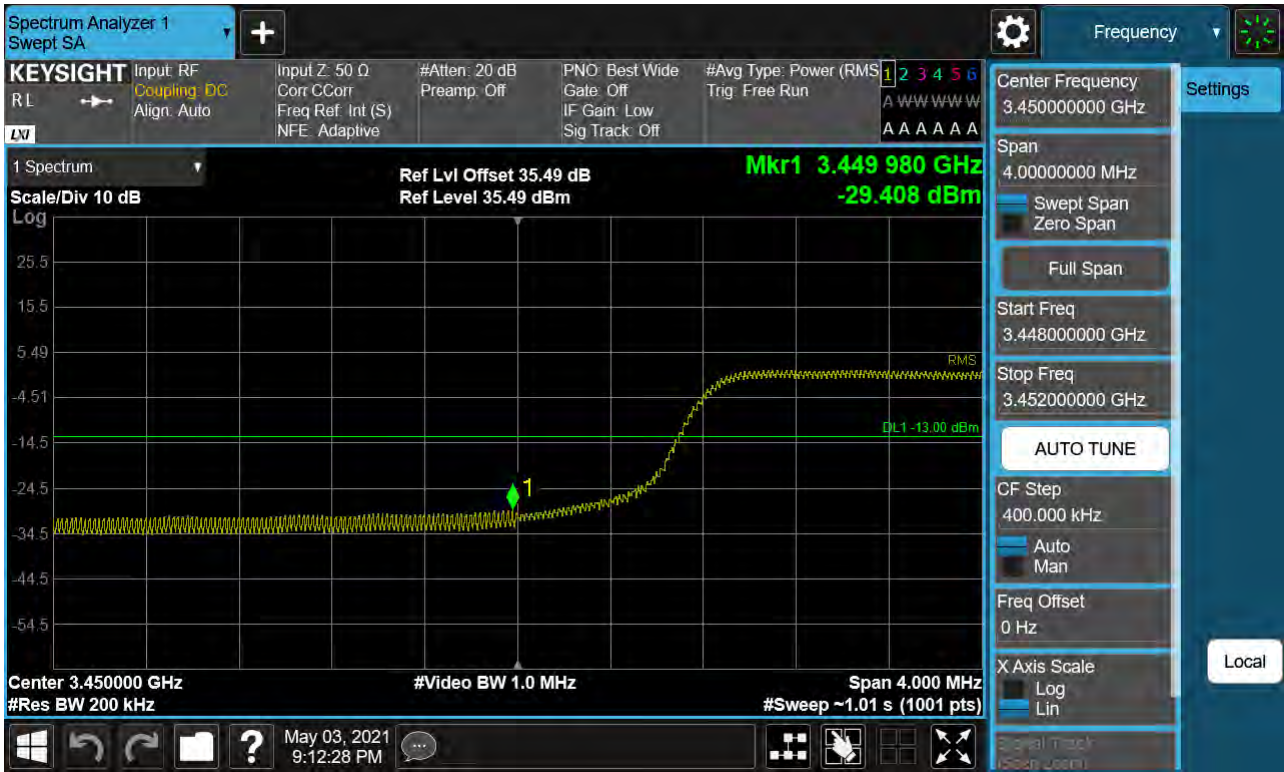 Spectrum Analyzer 1
Swept SA
Frequency
KEYSIGHT
RL
LXI
Input: RF
Coupling: DC
Align: Auto
Input Z: 50 Ω
Corr CCorr
Freq Ref: Int (S)
NFE: Adaptive
#Atten: 20 dB
Preamp: Off
PNO: Best Wide
Gate: Off
IF Gain: Low
Sig Track: Off
#Avg Type: Power (RMS
Trig: Free Run
1 2 3 4 5 6
A W W W W W
A A A A A A
1 Spectrum
Scale/Div 10 dB
Log
Ref Lvl Offset 35.49 dB
Ref Level 35.49 dBm
Mkr1 3.449 980 GHz
-29.408 dBm
25.5
15.5
5.49
-4.51
-14.5
-24.5
-34.5
-44.5
-54.5
RMS
DL1 -13.00 dBm
1
Center 3.450000 GHz
#Res BW 200 kHz
#Video BW 1.0 MHz
Span 4.000 MHz
#Sweep ~1.01 s (1001 pts)
May 03, 2021
9:12:28 PM
Center Frequency
3.450000000 GHz
Span
4.00000000 MHz
Swept Span
Zero Span
Full Span
Start Freq
3.448000000 GHz
Stop Freq
3.452000000 GHz
AUTO TUNE
CF Step
400.000 kHz
Auto
Man
Freq Offset
0 Hz
X Axis Scale
Log
Lin
Signal Track
(Span Zoom)
Settings
Local